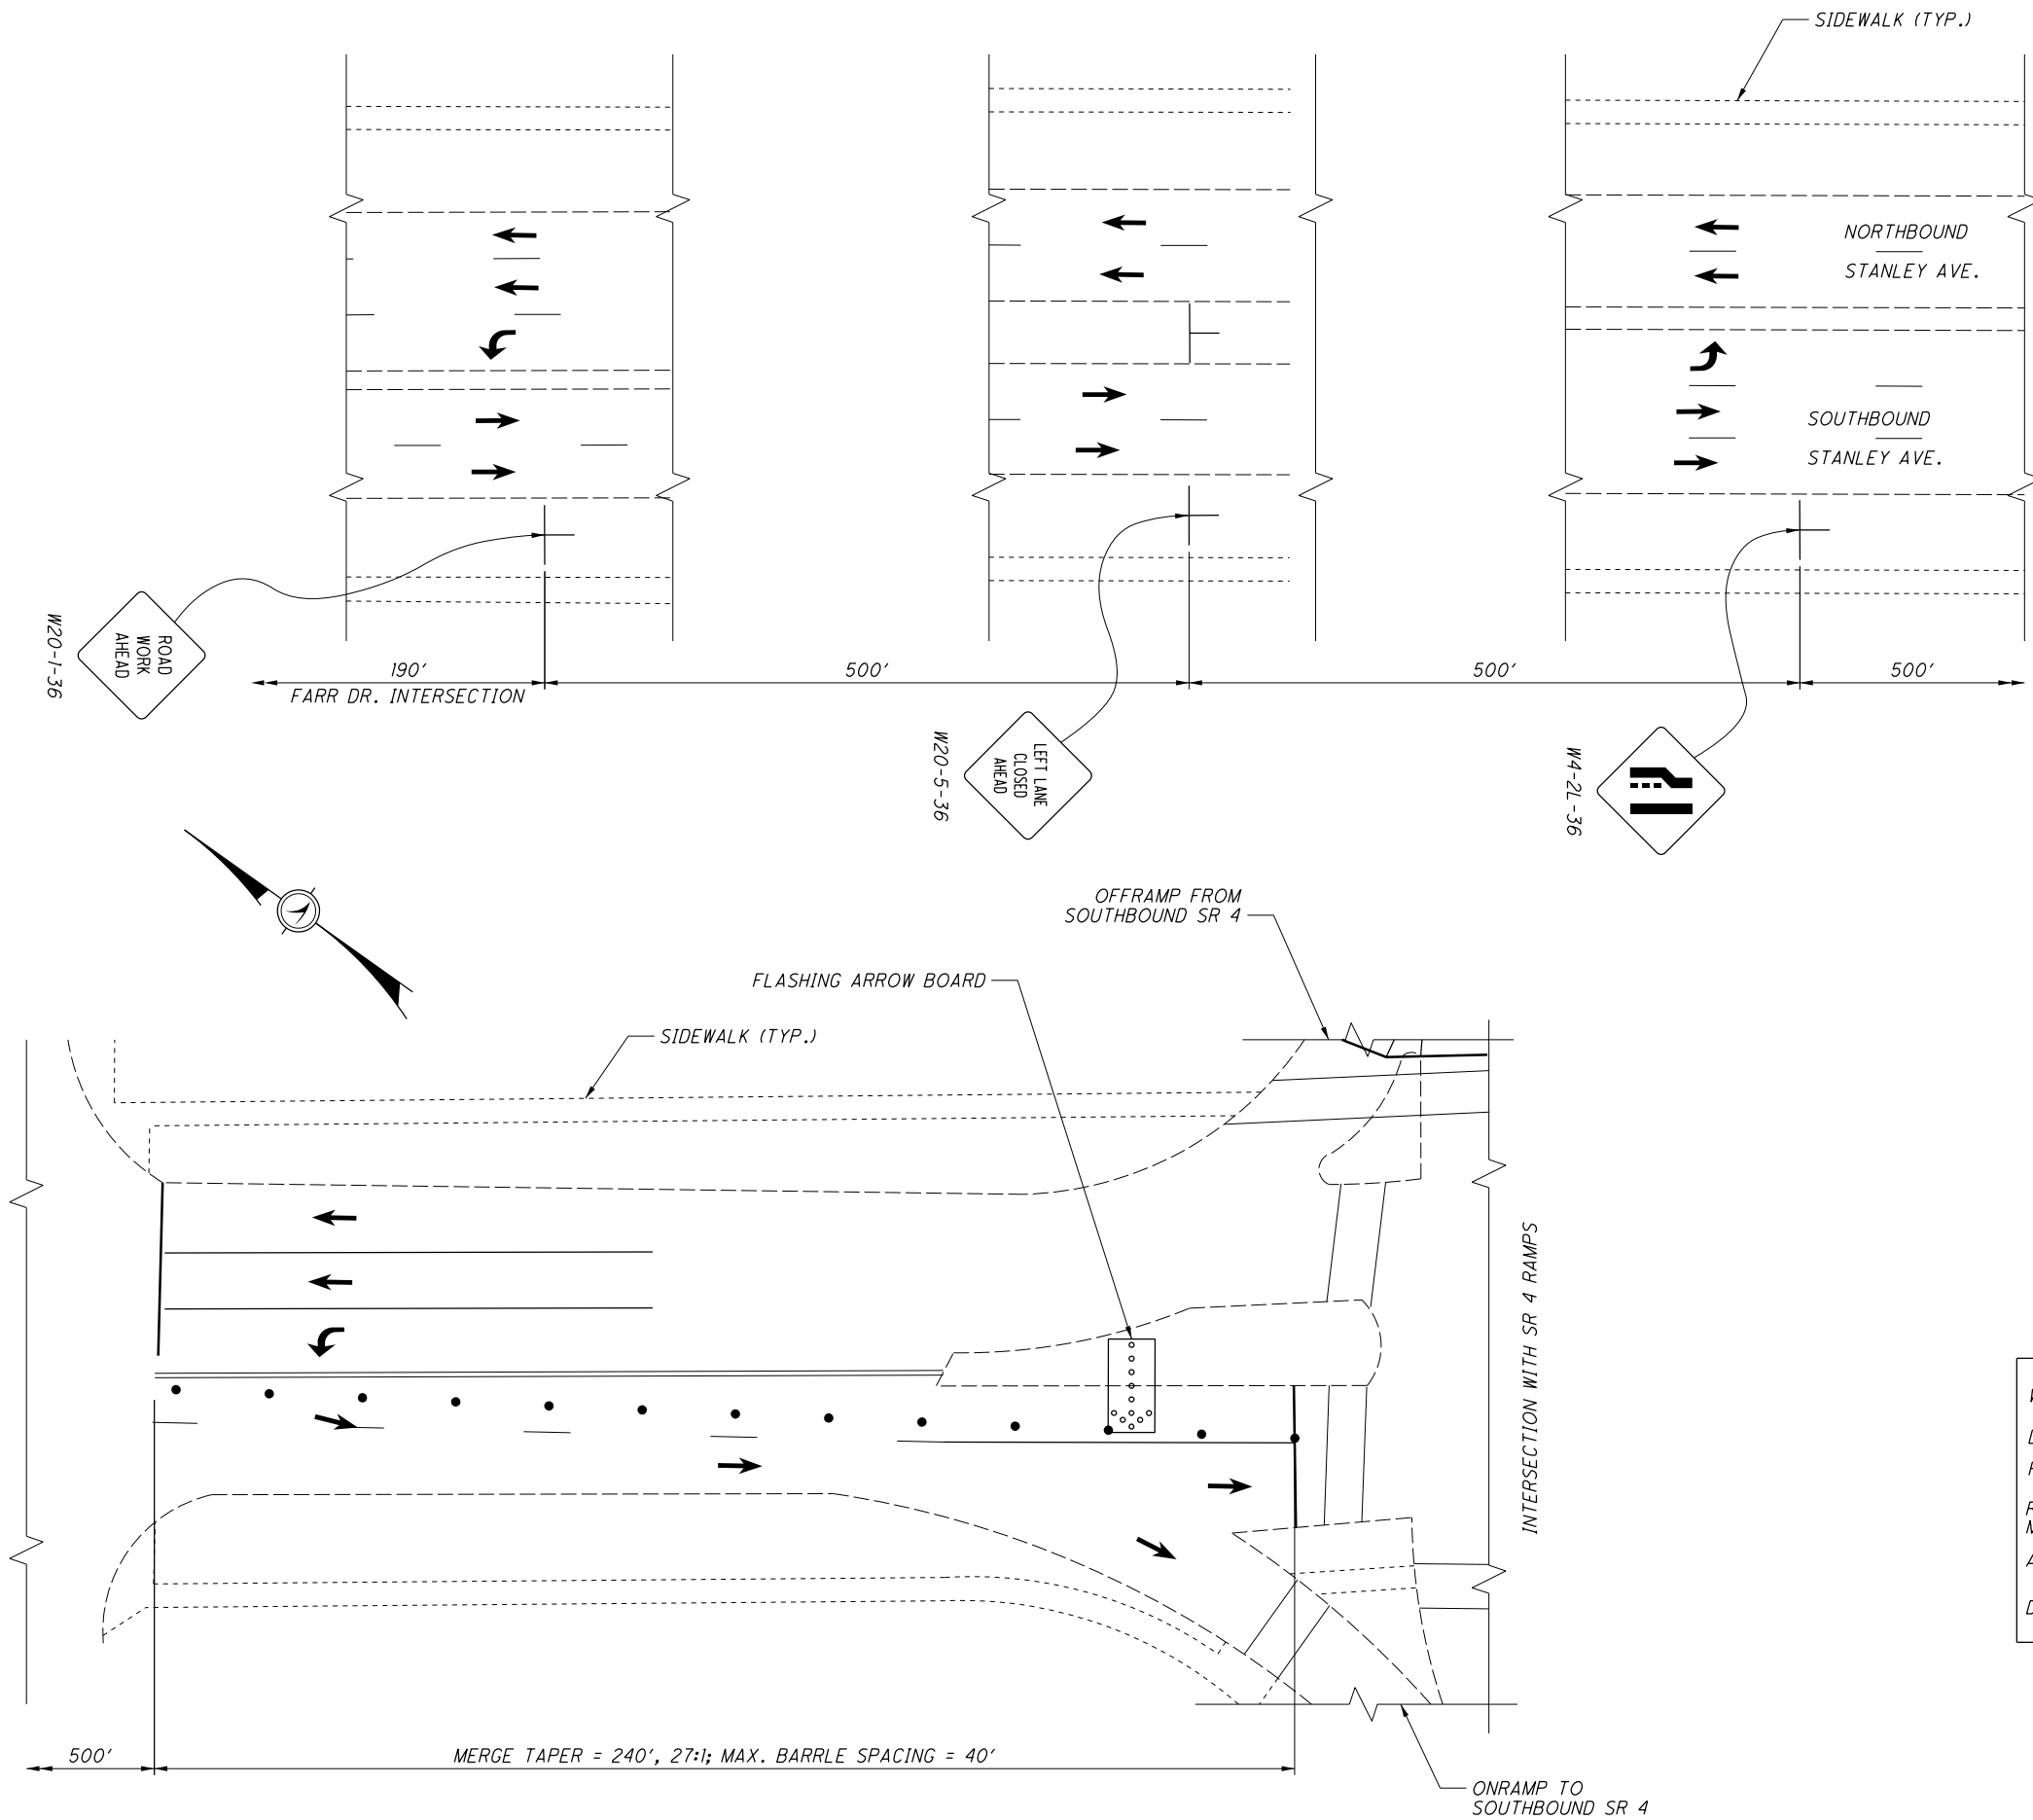 SIDEWALK (TYP.)
NORTHBOUND
STANLEY AVE.
SOUTHBOUND
STANLEY AVE.
ROAD
WORK
AHEAD
W20-1-36
190'
FARR DR. INTERSECTION
500'
500'
500'
LEFT LANE
CLOSED
AHEAD
W20-5-36
W4-2L-36
OFFRAMP FROM
SOUTHBOUND SR 4
FLASHING ARROW BOARD
SIDEWALK (TYP.)
INTERSECTION WITH SR 4 RAMPS
500'
MERGE TAPER = 240', 27:1; MAX. BARRLE SPACING = 40'
ONRAMP TO
SOUTHBOUND SR 4